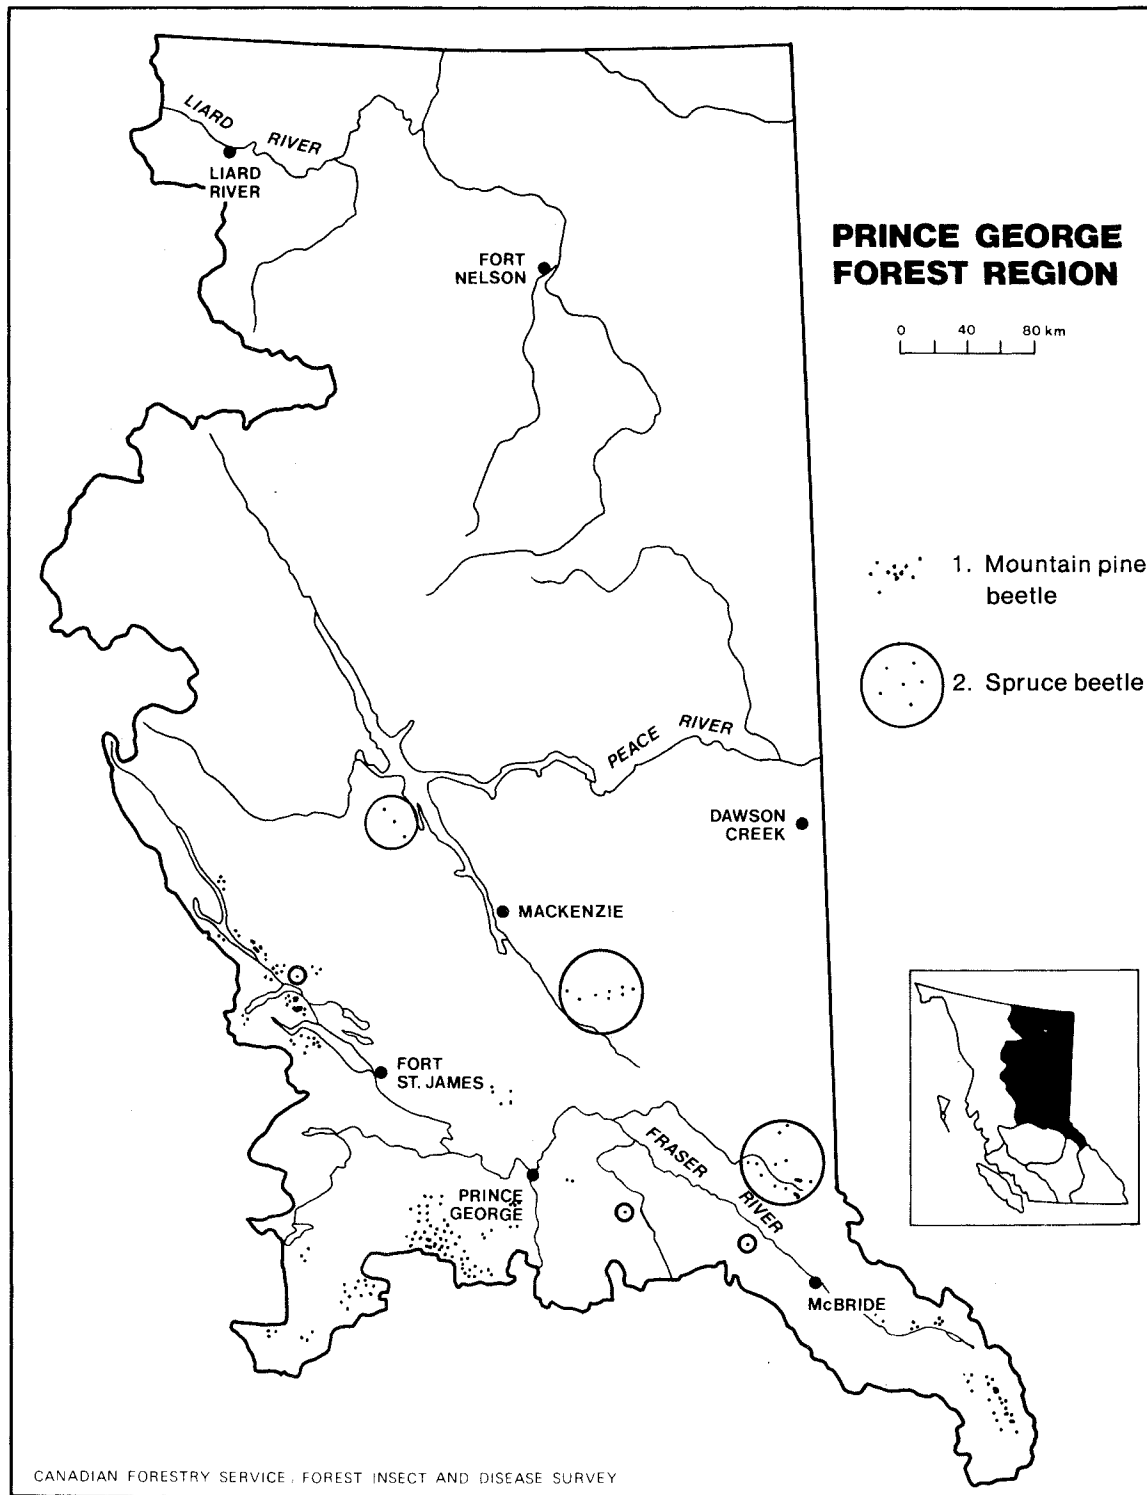 LIARD
RIVER
LIARD
RIVER
FORT
NELSON
PRINCE GEORGE
FOREST REGION
0 40 80 km
1. Mountain pine
beetle
2. Spruce beetle
PEACE RIVER
DAWSON
CREEK
MACKENZIE
FORT
ST. JAMES
FRASER
RIVER
PRINCE
GEORGE
McBRIDE
CANADIAN FORESTRY SERVICE, FOREST INSECT AND DISEASE SURVEY